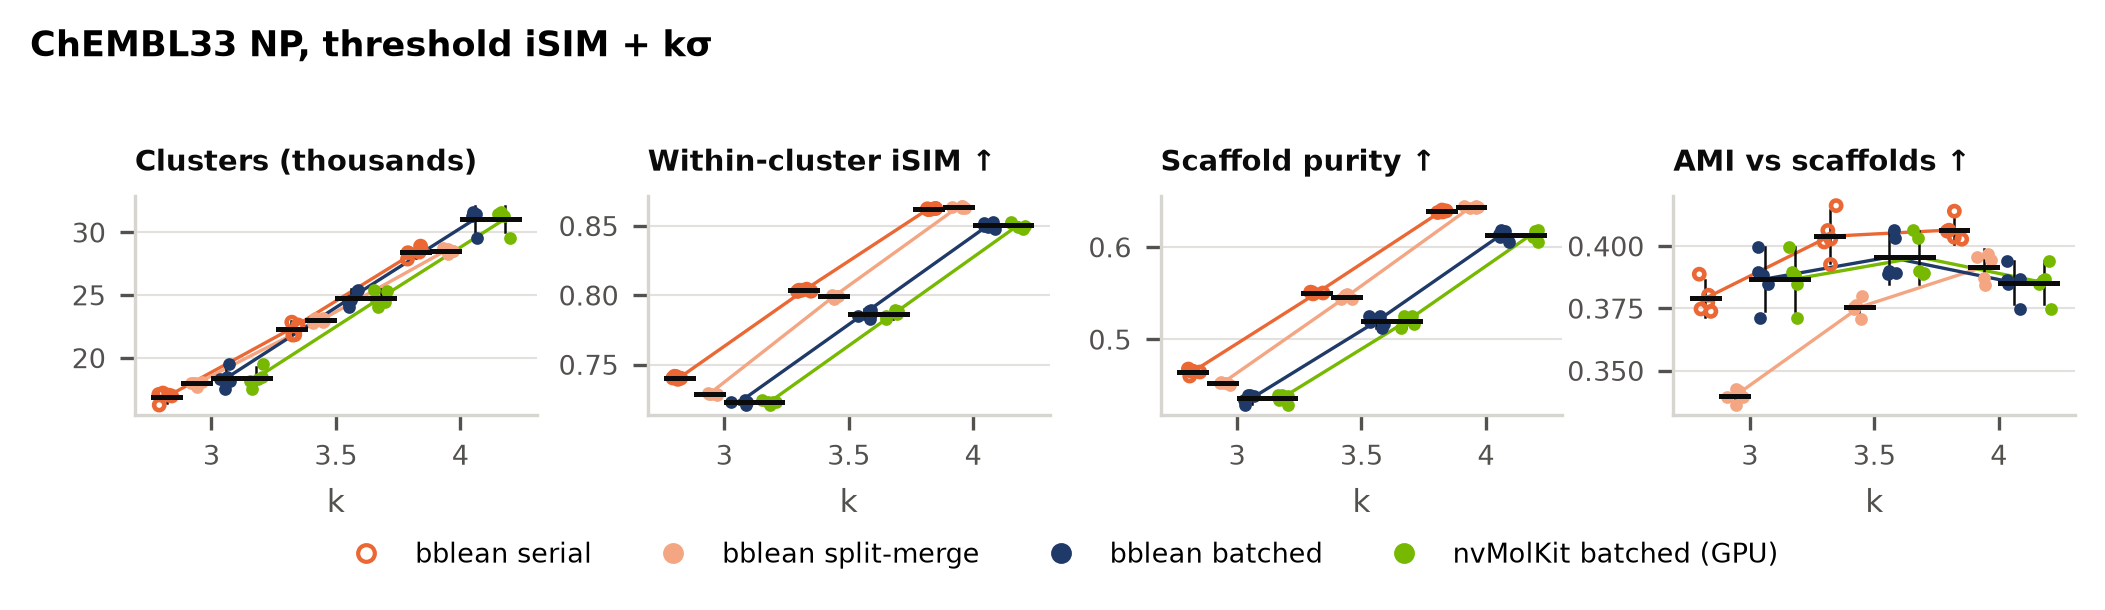 ChEMBL33 NP, threshold iSIM + kσ
Clusters (thousands)
30
25
20
3
3.5
4
k
Within-cluster iSIM ↑
0.85
0.80
0.75
3
3.5
4
k
Scaffold purity ↑
0.6
0.5
3
3.5
4
k
AMI vs scaffolds ↑
0.400
0.375
0.350
3
3.5
4
k
bblean serial
bblean split-merge
bblean batched
nvMolKit batched (GPU)